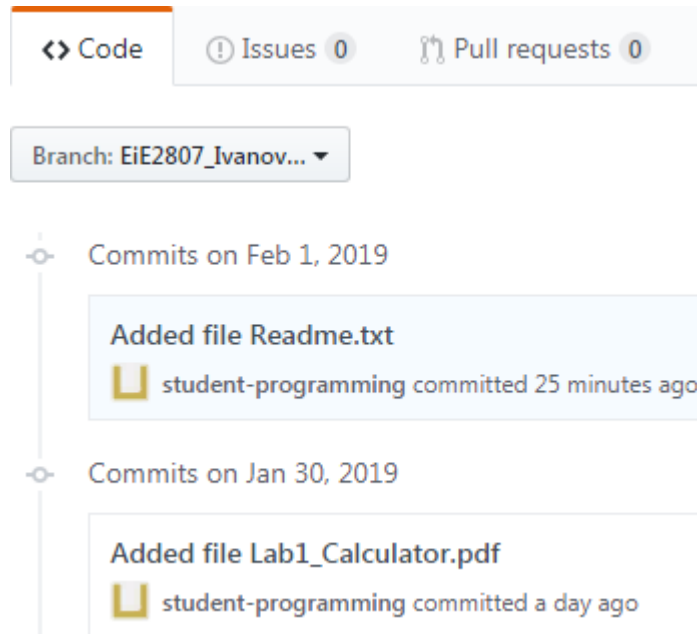 Code Issues 0 Pull requests 0
Branch: EiE2807_Ivanov...
Commits on Feb 1, 2019
Added file Readme.txt
student-programming committed 25 minutes ago
Commits on Jan 30, 2019
Added file Lab1_Calculator.pdf
student-programming committed a day ago